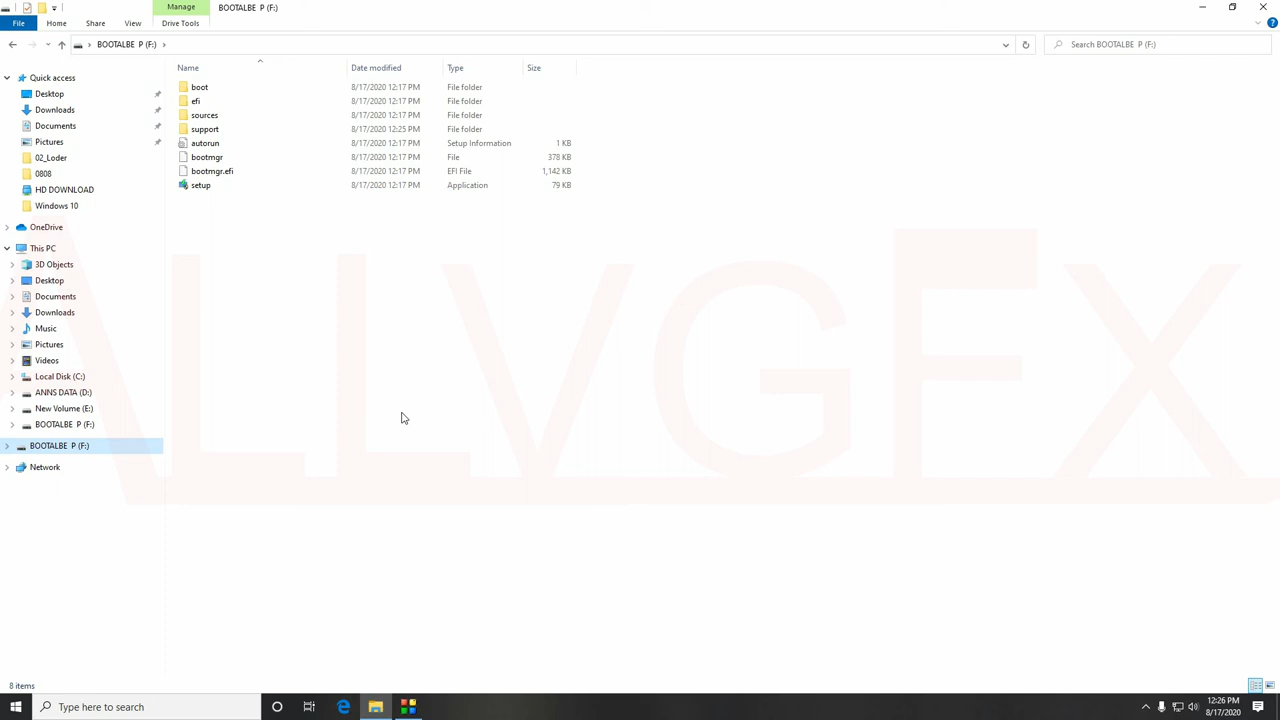 Manage
BOOTALBE P (F:)
File
Home
Share
View
Drive Tools
BOOTALBE P (F:)
Search BOOTALBE P (F:)
Name
Date modified
Type
Size
boot 8/17/2020 12:17 PM File folder
efi 8/17/2020 12:17 PM File folder
sources 8/17/2020 12:17 PM File folder
support 8/17/2020 12:25 PM File folder
autorun 8/17/2020 12:17 PM Setup Information 1 KB
bootmgr 8/17/2020 12:17 PM File 378 KB
bootmgr.efi 8/17/2020 12:17 PM EFI File 1,142 KB
setup 8/17/2020 12:17 PM Application 79 KB
Quick access
Desktop
Downloads
Documents
Pictures
02_Loder
0808
HD DOWNLOAD
Windows 10
OneDrive
This PC
3D Objects
Desktop
Documents
Downloads
Music
Pictures
Videos
Local Disk (C:)
ANNS DATA (D:)
New Volume (E:)
BOOTALBE P (F:)
BOOTALBE P (F:)
Network
ALLVGFX
8 items
Type here to search
12:26 PM
8/17/2020